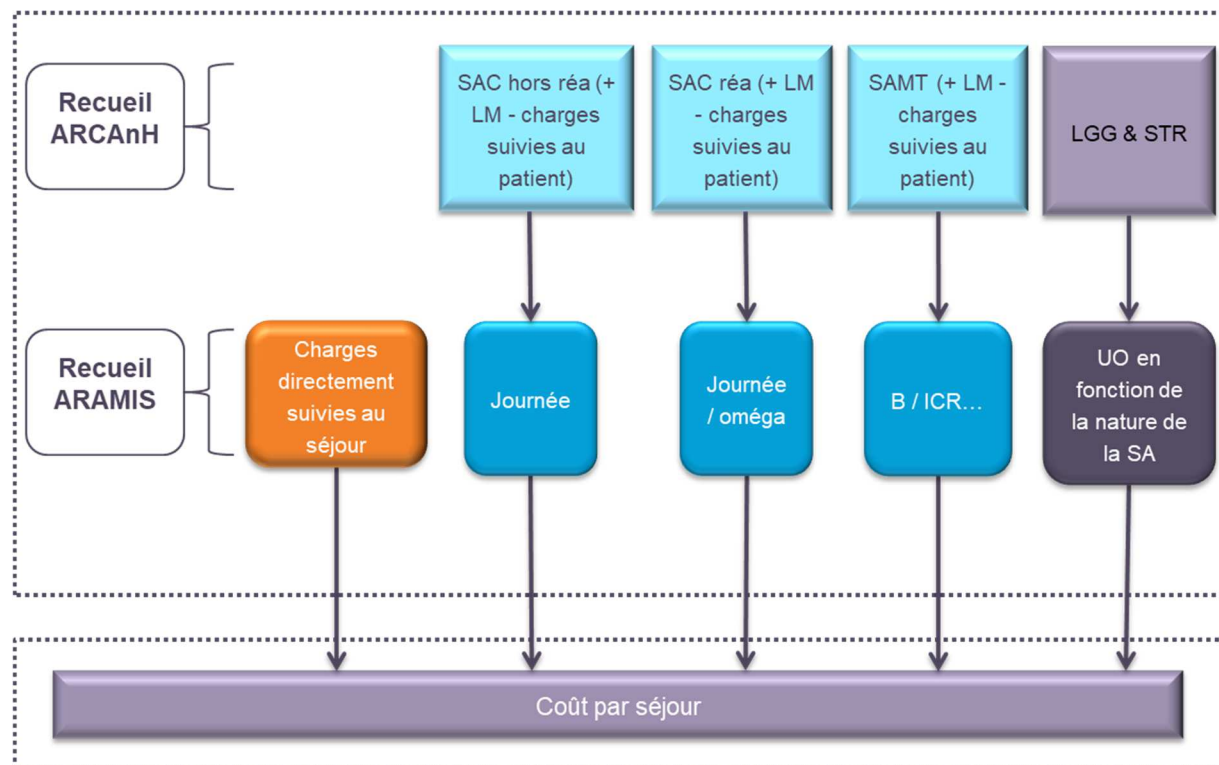 Recueil
ARCAnH
SAC hors réa (+
LM - charges
suivies au
patient)
SAC réa (+ LM
- charges
suivies au
patient)
SAMT (+ LM -
charges
suivies au
patient)
LGG & STR
Recueil
ARAMIS
Charges
directement
suivies au
séjour
Journée
Journée
/ oméga
B / ICR…
UO en
fonction de
la nature de
la SA
Coût par séjour